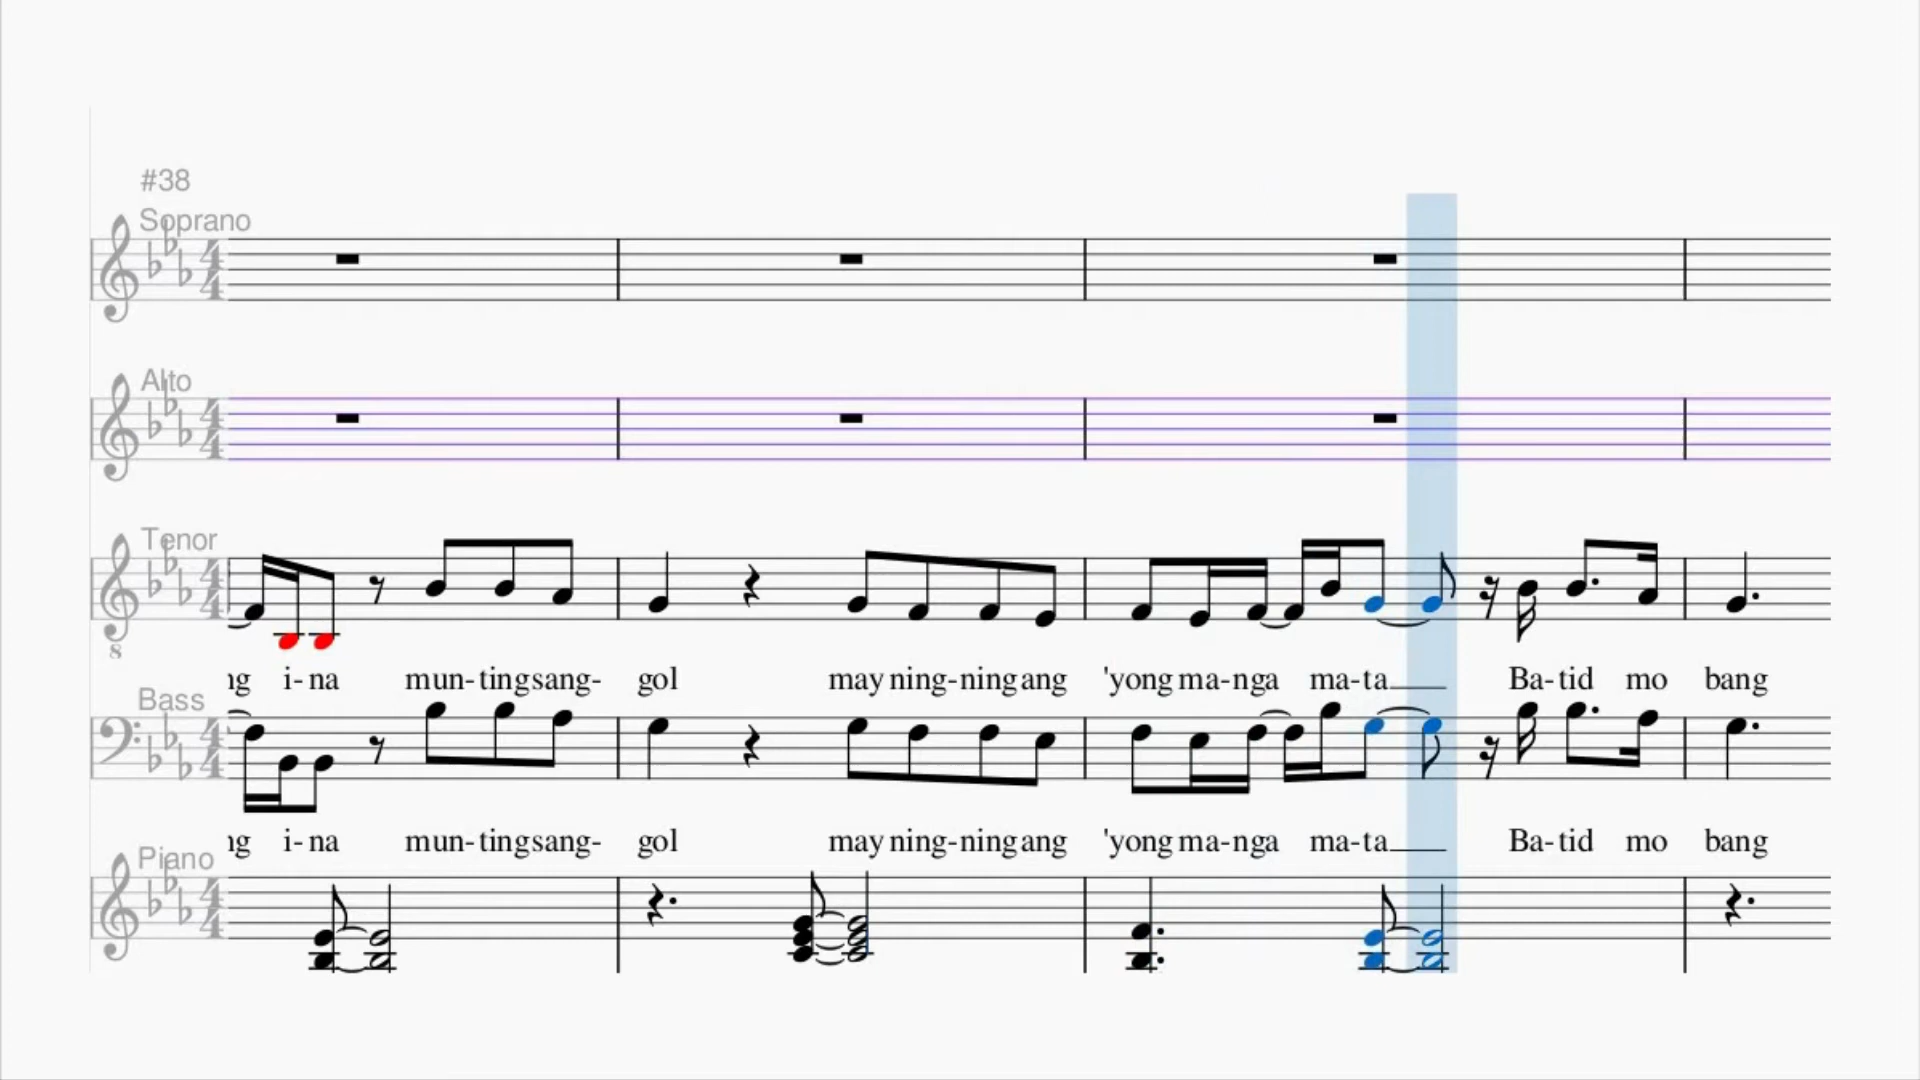 #38
Soprano
Alto
Tenor
8
ng i-na mun-ting sang- gol may ning-ning ang 'yong ma-nga ma-ta Ba-tid mo bang
Bass
ng i-na mun-ting sang- gol may ning-ning ang 'yong ma-nga ma-ta Ba-tid mo bang
Piano